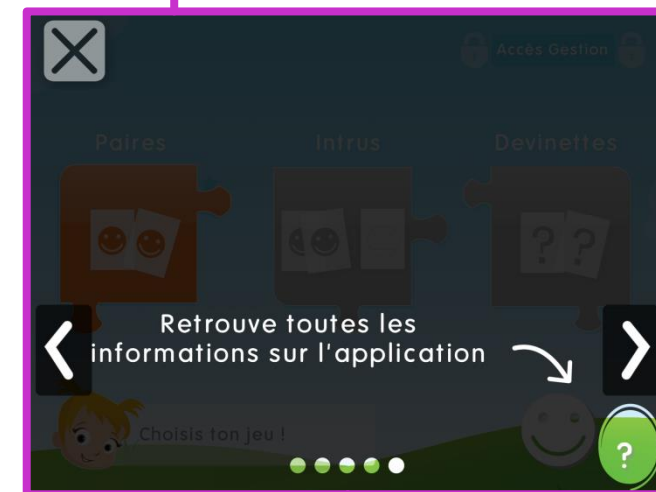 Accès Gestion
Paires Intrus Devinettes
? ?
Retrouve toutes les
informations sur l'application
Choisis ton jeu !
?